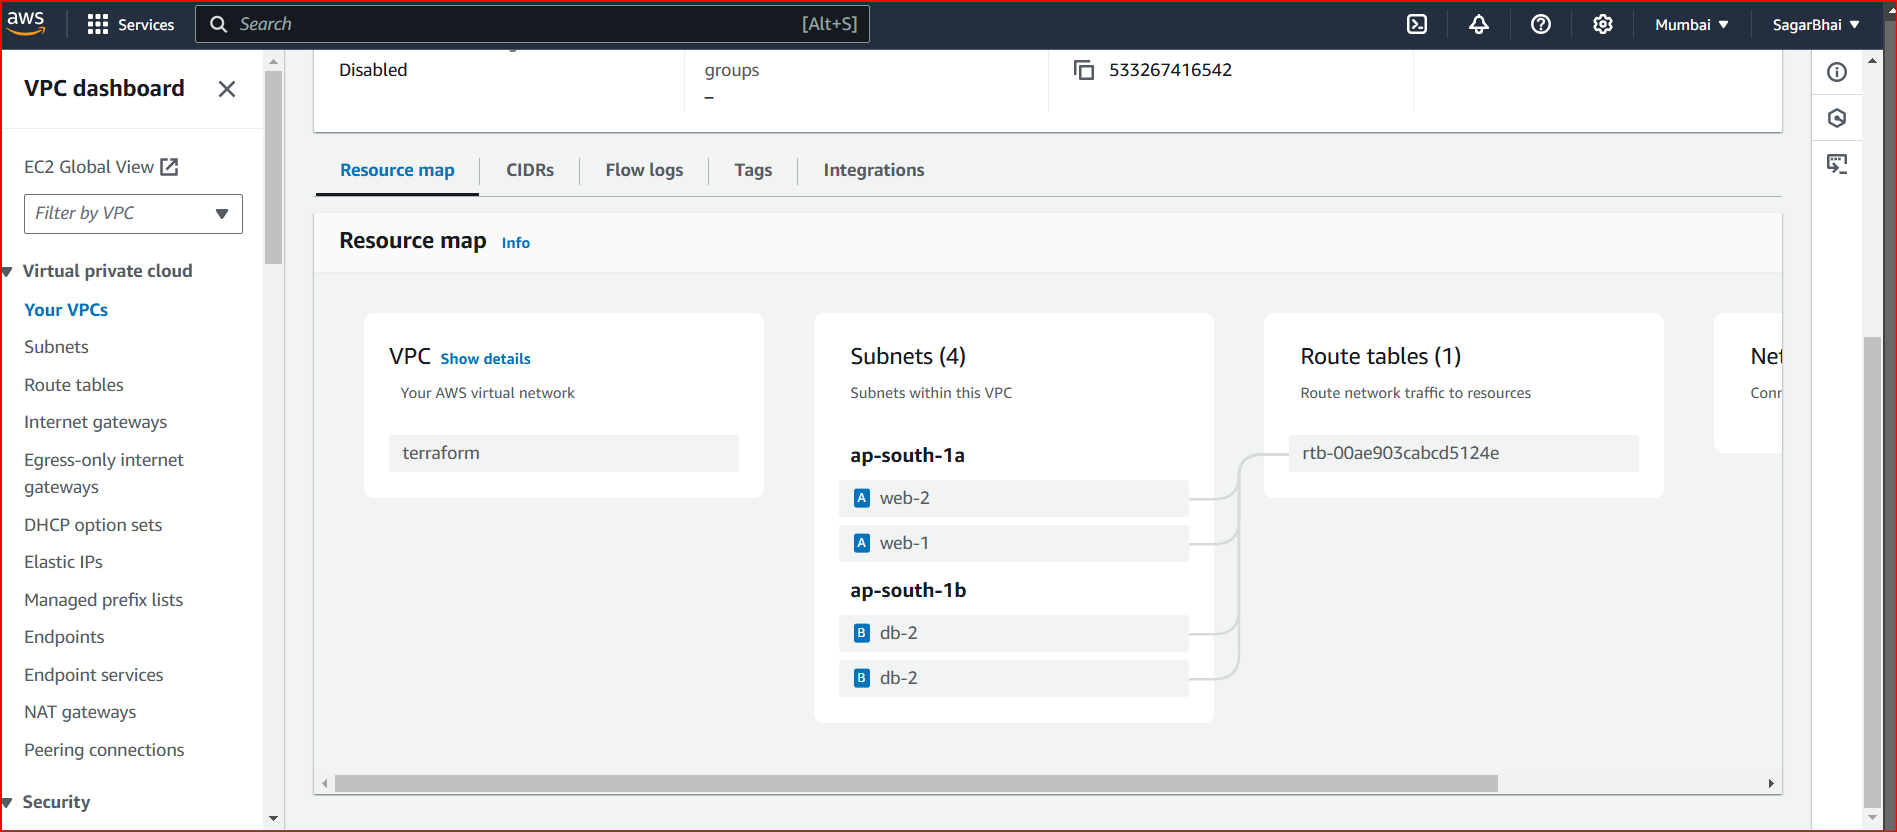 aws
Services
Search
[Alt+S]
Mumbai
SagarBhai
VPC dashboard
EC2 Global View
Filter by VPC
Virtual private cloud
Your VPCs
Subnets
Route tables
Internet gateways
Egress-only internet
gateways
DHCP option sets
Elastic IPs
Managed prefix lists
Endpoints
Endpoint services
NAT gateways
Peering connections
Security
Disabled
groups
–
533267416542
Resource map
CIDRs
Flow logs
Tags
Integrations
Resource map Info
VPC Show details
Your AWS virtual network
terraform
Subnets (4)
Subnets within this VPC
ap-south-1a
A web-2
A web-1
ap-south-1b
B db-2
B db-2
Route tables (1)
Route network traffic to resources
rtb-00ae903cabcd5124e
Net
Conn